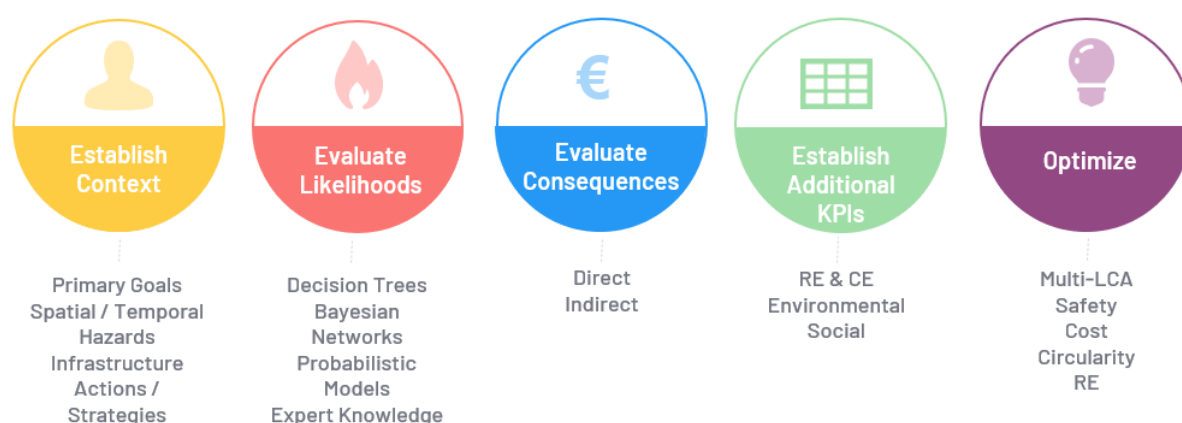 €
Establish
Context
Evaluate
Likelihoods
Evaluate
Consequences
Establish
Additional
KPIs
Optimize
Primary Goals
Spatial / Temporal
Hazards
Infrastructure
Actions /
Strategies
Decision Trees
Bayesian
Networks
Probabilistic
Models
Expert Knowledge
Direct
Indirect
RE & CE
Environmental
Social
Multi-LCA
Safety
Cost
Circularity
RE